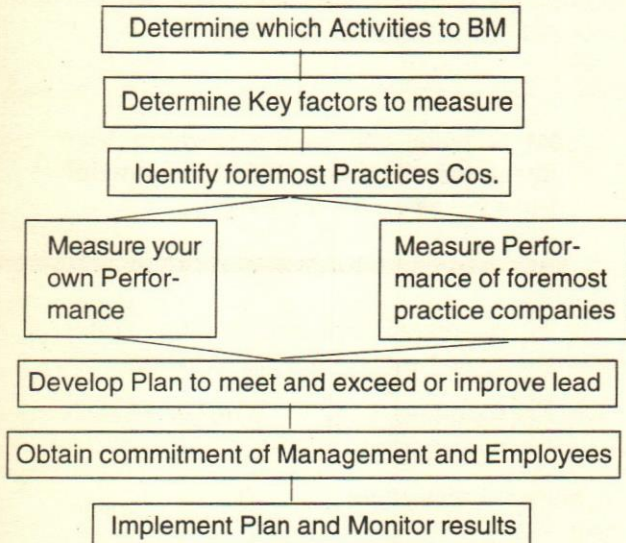 Determine which Activities to BM
Determine Key factors to measure
Identify foremost Practices Cos.
Measure your
own Perfor-
mance
Measure Perfor-
mance of foremost
practice companies
Develop Plan to meet and exceed or improve lead
Obtain commitment of Management and Employees
Implement Plan and Monitor results